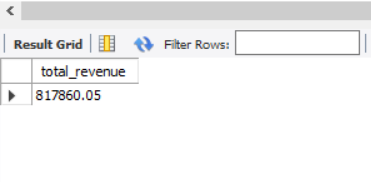 Result Grid Filter Rows:
total_revenue
817860.05